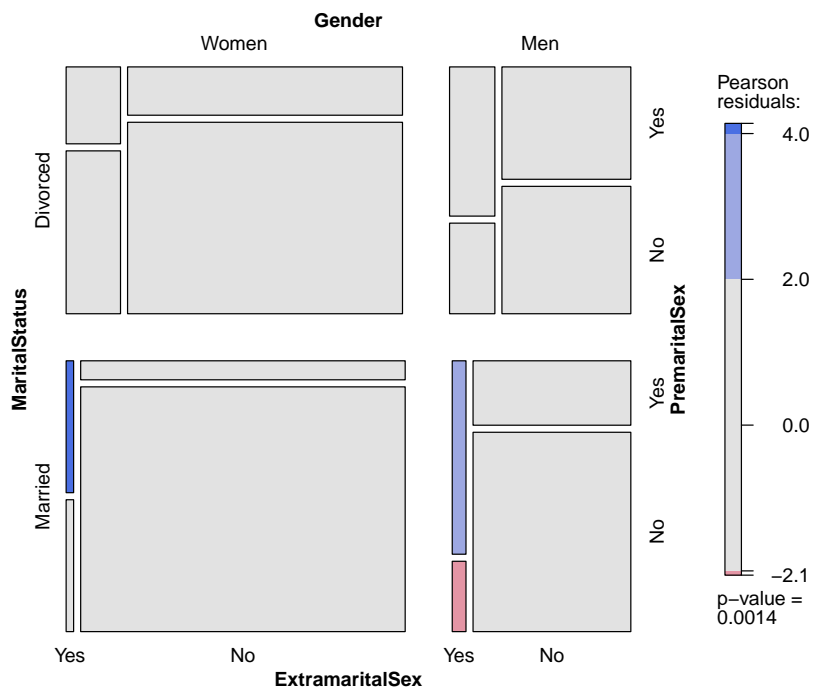 Gender
Women
Men
Pearson
residuals:
4.0
2.0
0.0
−2.1
p−value =
0.0014
MaritalStatus
Divorced
Married
Yes
No
Yes
No
PremaritalSex
Yes
No
Yes
No
ExtramaritalSex